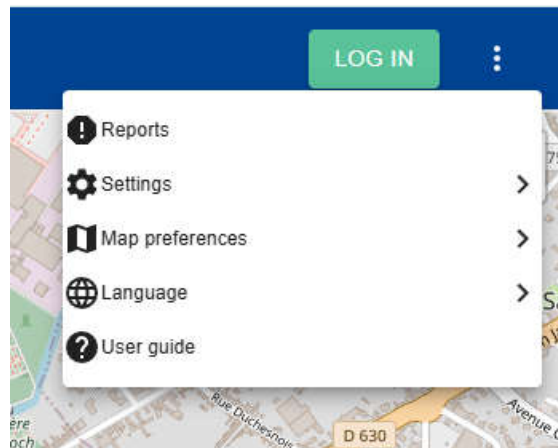 LOG IN
Reports
Settings
Map preferences
Language
User guide
Rue Duchesnois
D 630
Avenue